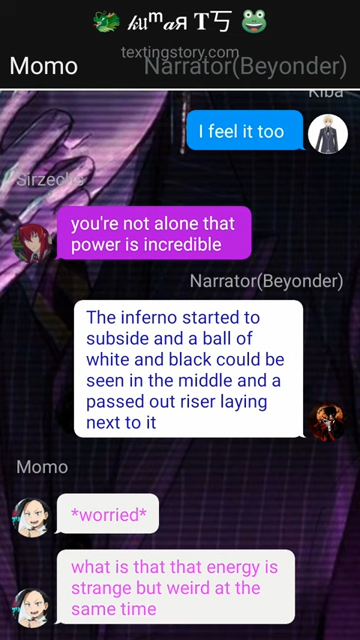 𝓴𝓾ᵐ𝒂я 𝐓丂
textingstory.com
Momo
Narrator(Beyonder)
Kiba
I feel it too
Sirzechs
you're not alone that
power is incredible
Narrator(Beyonder)
The inferno started to
subside and a ball of
white and black could be
seen in the middle and a
passed out riser laying
next to it
Momo
*worried*
what is that that energy is
strange but weird at the
same time